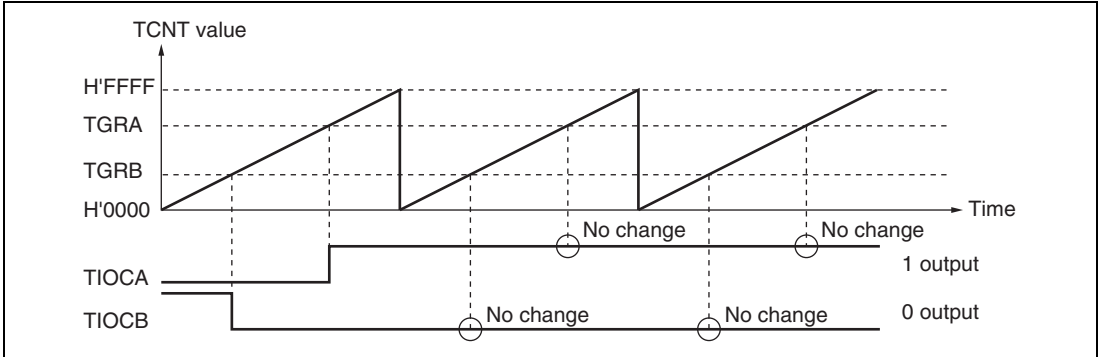 TCNT value
H'FFFF
TGRA
TGRB
H'0000
Time
No change No change
TIOCA
1 output
No change No change
TIOCB
0 output